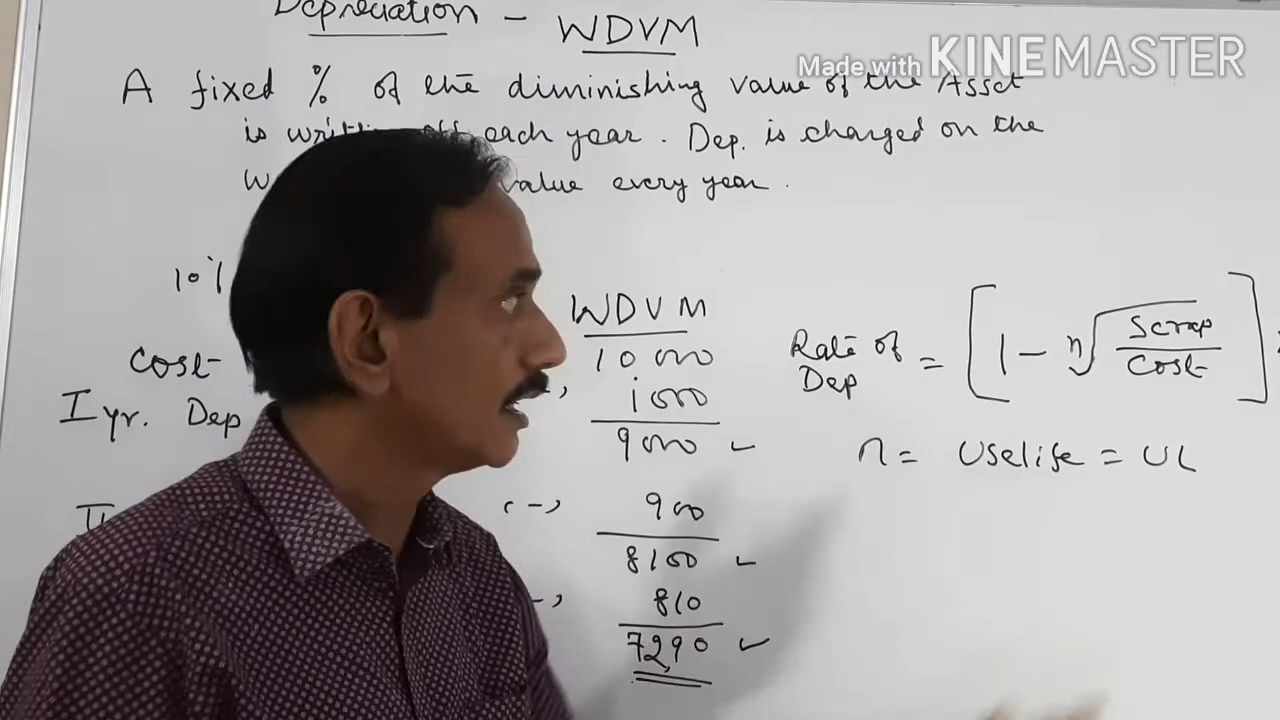 Depreciation - WDVM
Made with KINEMASTER
A fixed % of the diminishing value of the Asset
is each year. Dep. is charged on the
value every year.
10%
WDVM
Cost 10000
I yr. Dep (-) 1000
9000 ✓
(-) 900
8100 ✓
(-) 810
7290 ✓
Rate of Dep = [1 - n√Scrap/Cost]
n = Uselife = UL